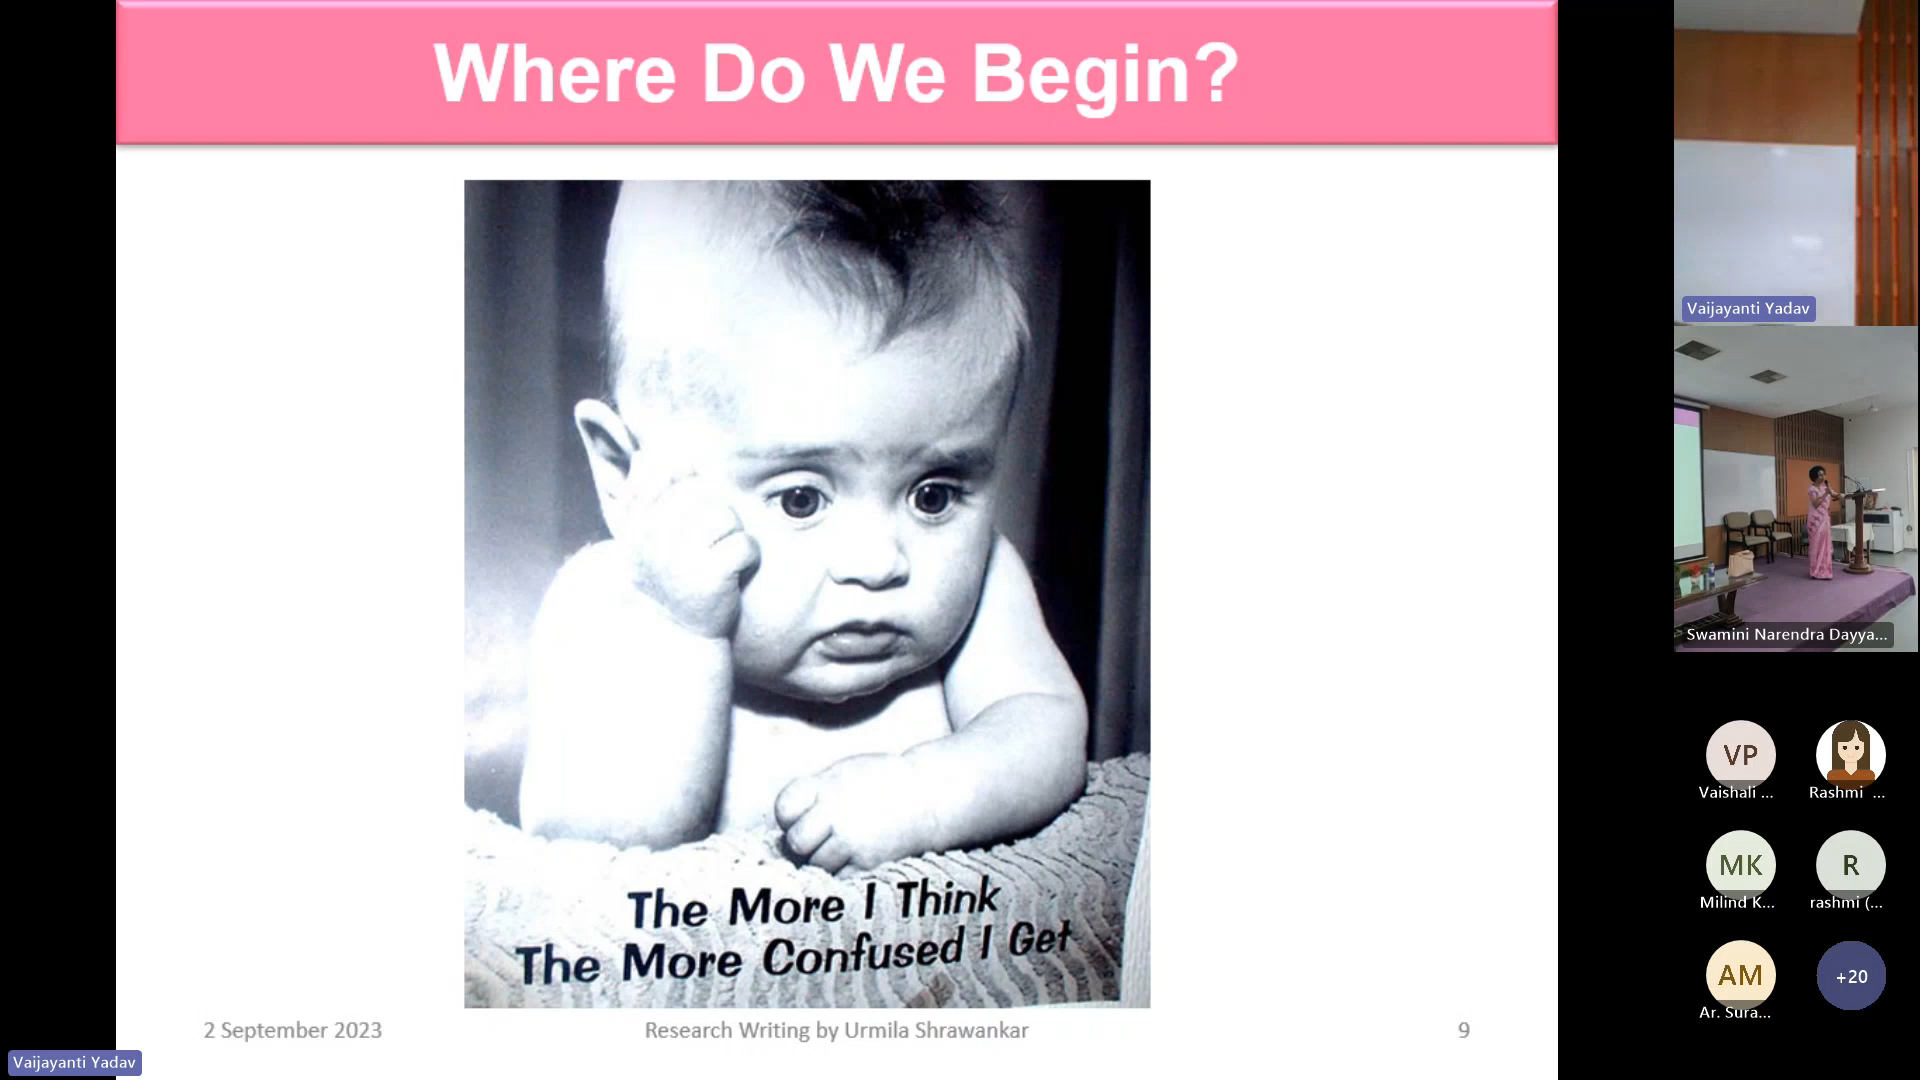 Where Do We Begin?
The More I Think
The More Confused I Get
2 September 2023
Research Writing by Urmila Shrawankar
9
Vaijayanti Yadav
Vaijayanti Yadav
Swamini Narendra Dayya...
VP
Vaishali ...
Rashmi ...
MK
Milind K...
R
rashmi (...
AM
Ar. Sura...
+20